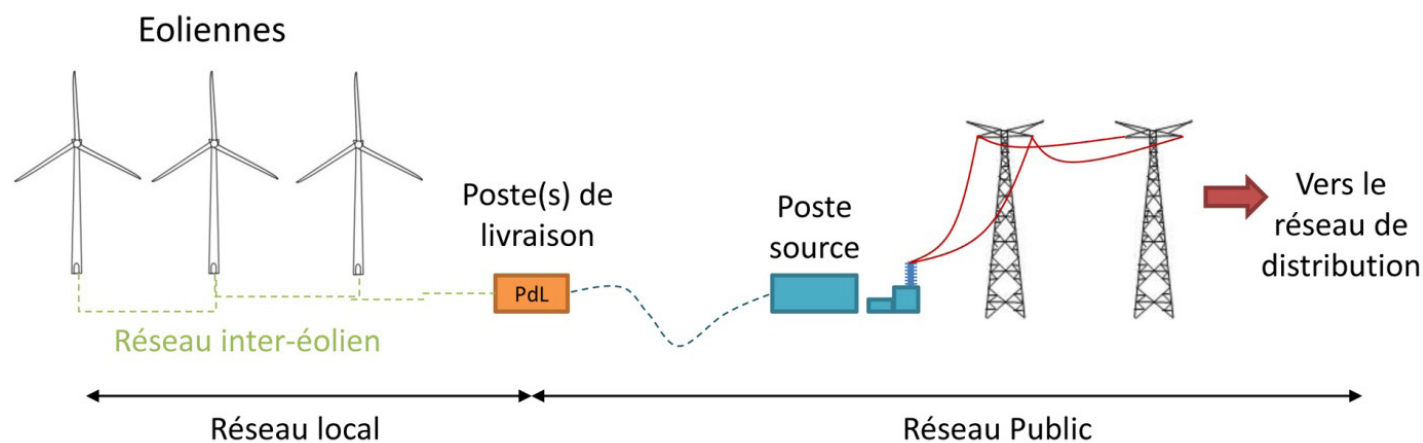 Eoliennes
Poste(s) de
livraison
PdL
Réseau inter-éolien
Poste
source
Vers le
réseau de
distribution
Réseau local
Réseau Public